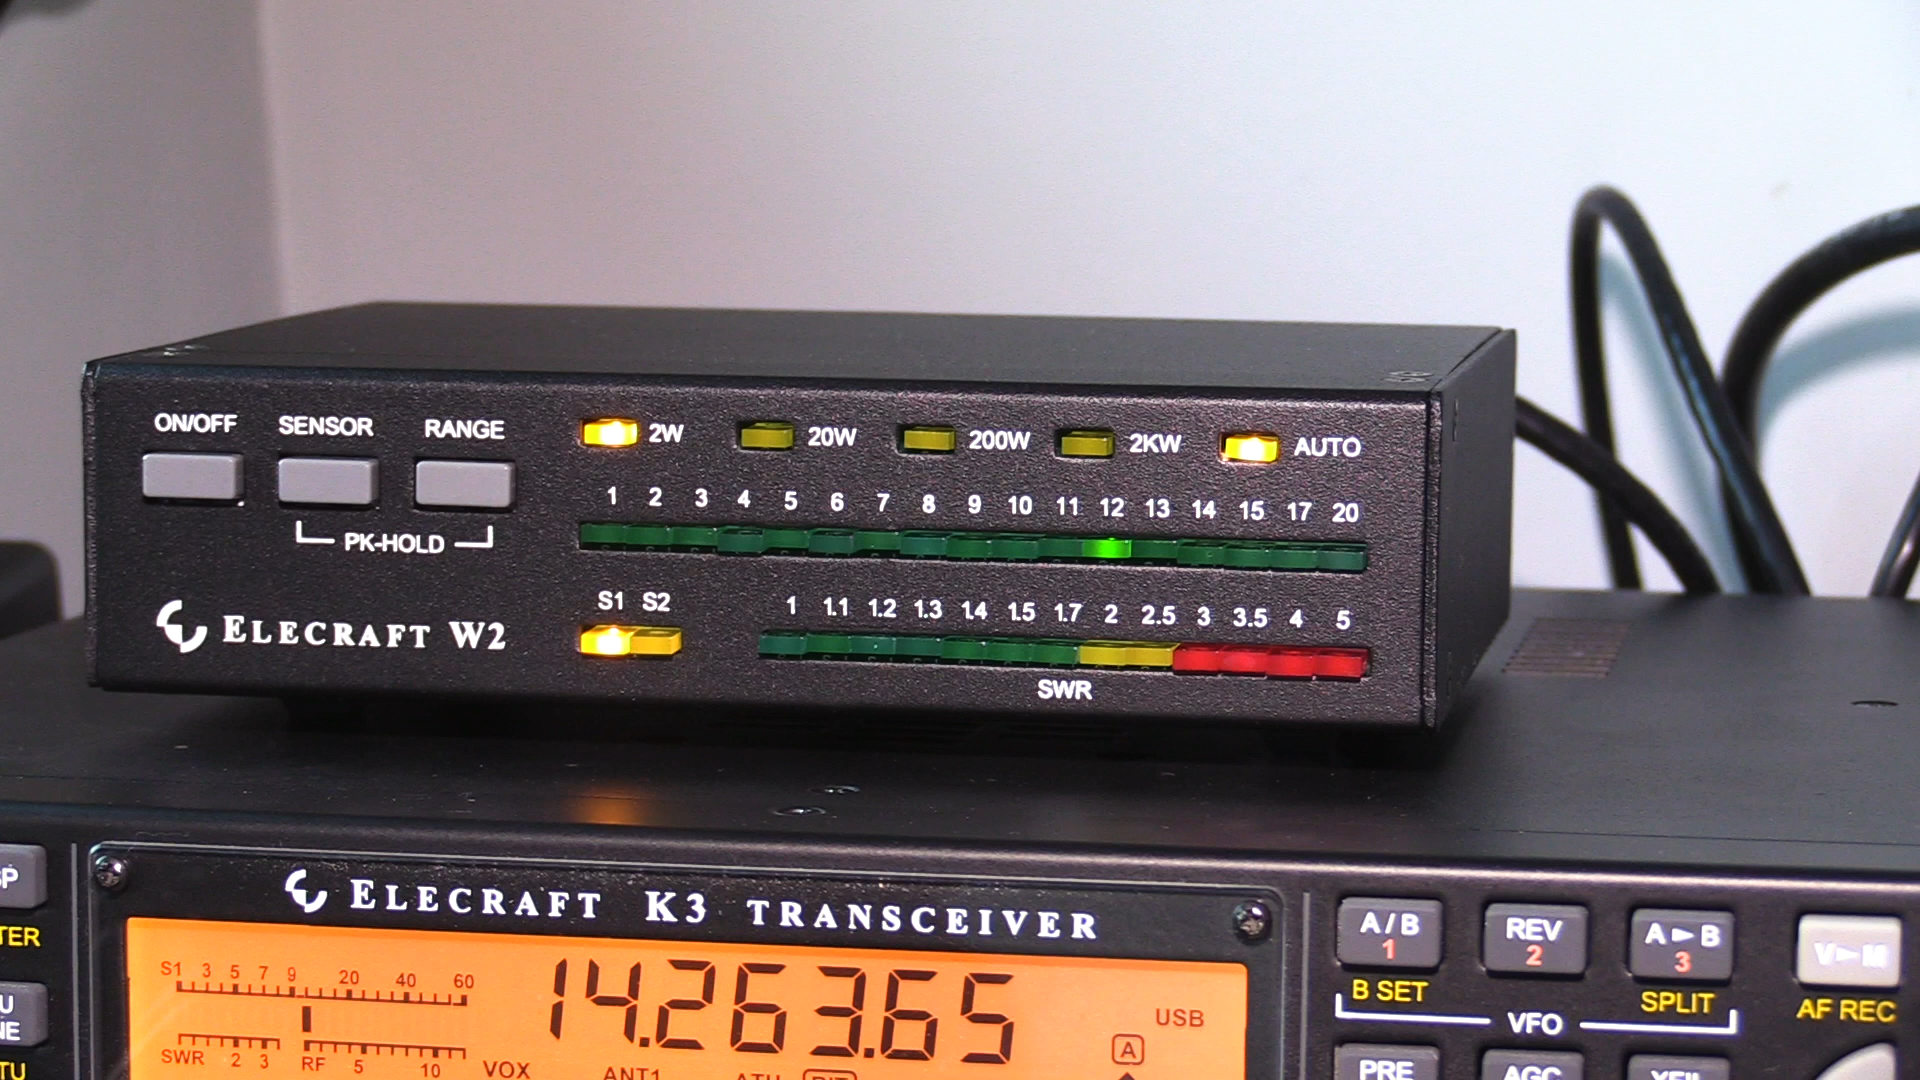 ON/OFF SENSOR RANGE
2W 20W 200W 2KW AUTO
1 2 3 4 5 6 7 8 9 10 11 12 13 14 15 17 20
PK-HOLD
S1 S2
1 1.1 1.2 1.3 1.4 1.5 1.7 2 2.5 3 3.5 4 5
ELECRAFT W2
SWR
ELECRAFT K3 TRANSCEIVER
A/B REV A►B V►M
1 2 3
B SET SPLIT AF REC
VFO
S1 3 5 7 9 20 40 60
14.263.65
USB
A
SWR 2 3 RF 5 10
VOX ANT1
PRE AGC